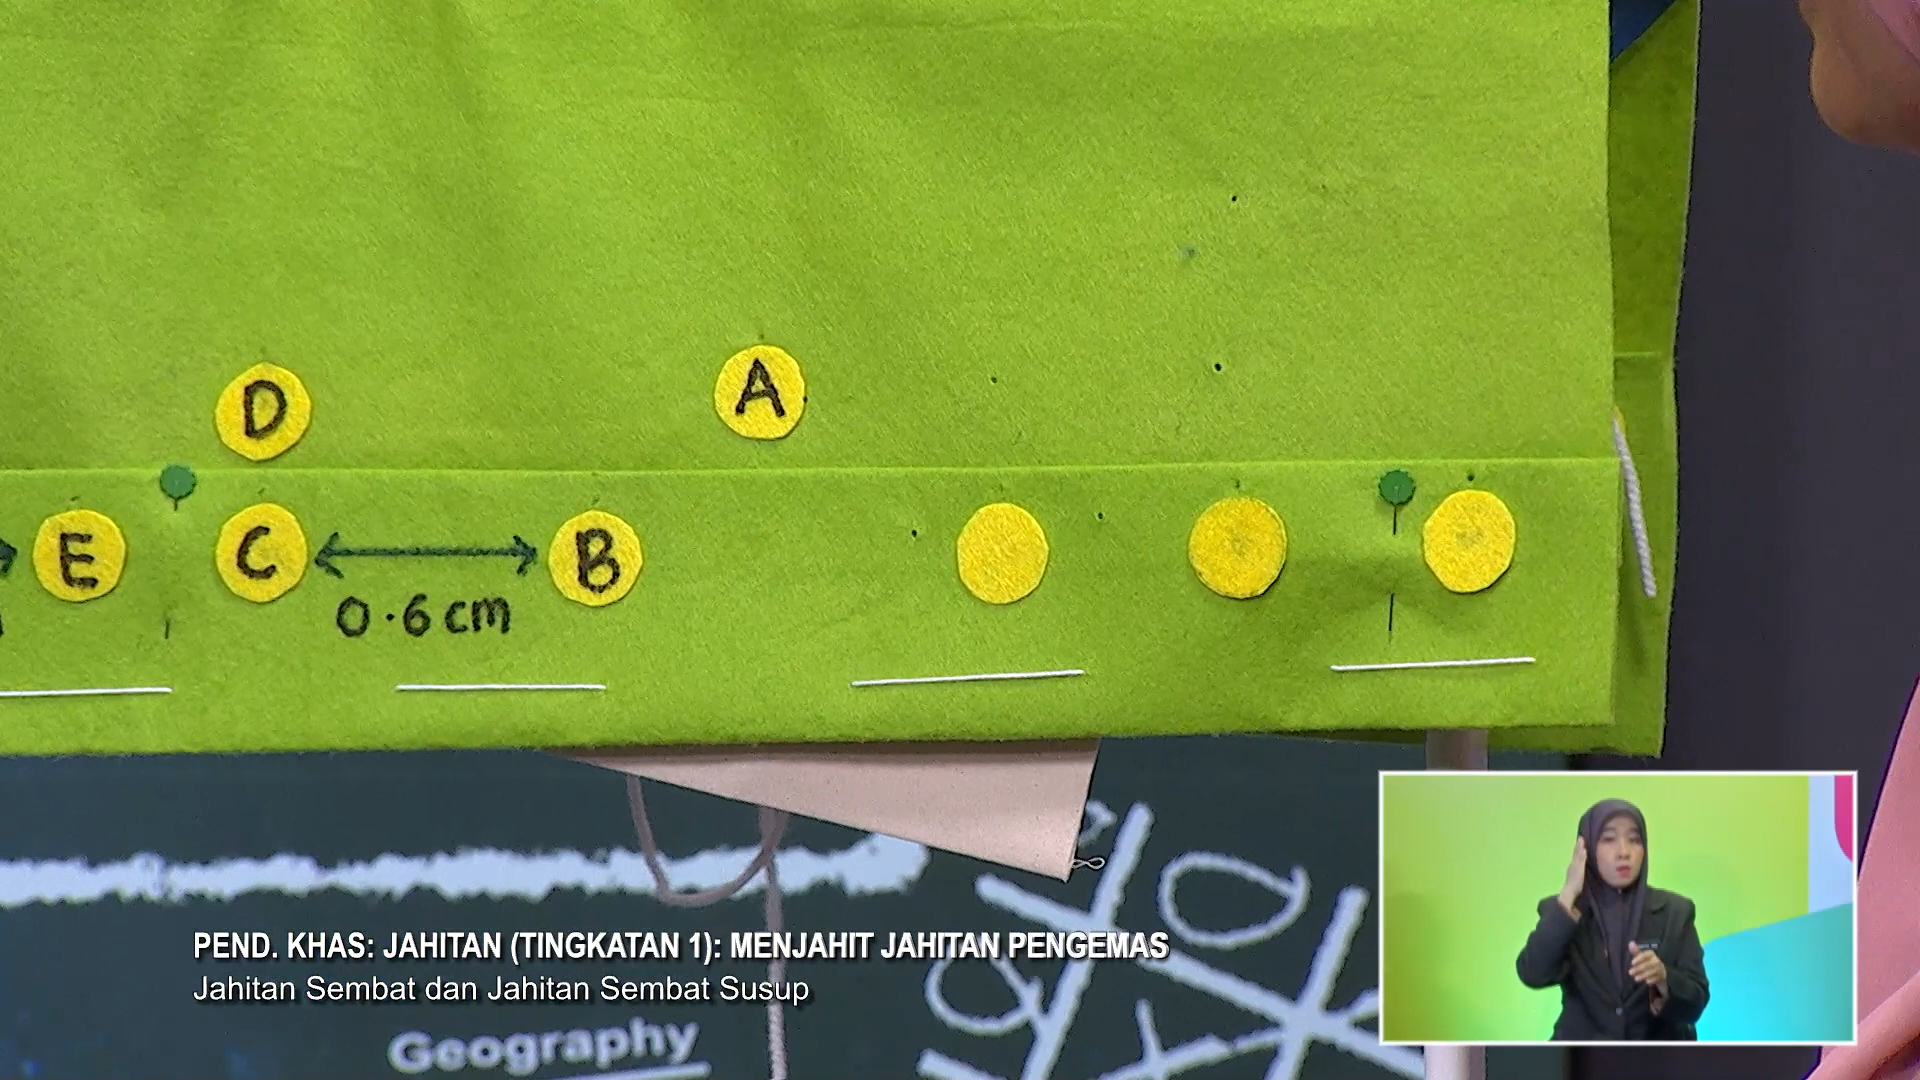 D
A
E
C
B
0.6 cm
PEND. KHAS: JAHITAN (TINGKATAN 1): MENJAHIT JAHITAN PENGEMAS
Jahitan Sembat dan Jahitan Sembat Susup
Geography